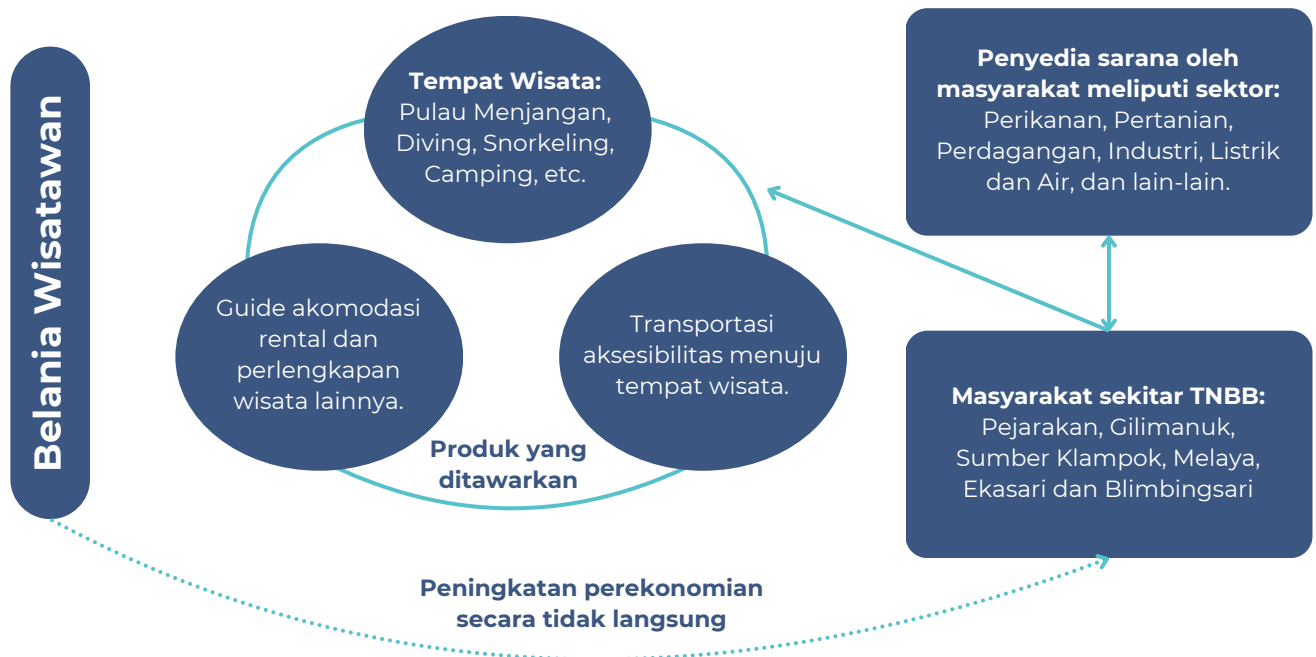 Belania Wisatawan
Tempat Wisata:
Pulau Menjangan,
Diving, Snorkeling,
Camping, etc.
Guide akomodasi
rental dan
perlengkapan
wisata lainnya.
Transportasi
aksesibilitas menuju
tempat wisata.
Produk yang
ditawarkan
Penyedia sarana oleh
masyarakat meliputi sektor:
Perikanan, Pertanian,
Perdagangan, Industri, Listrik
dan Air, dan lain-lain.
Masyarakat sekitar TNBB:
Pejarakan, Gilimanuk,
Sumber Klampok, Melaya,
Ekasari dan Blimbingsari
Peningkatan perekonomian
secara tidak langsung